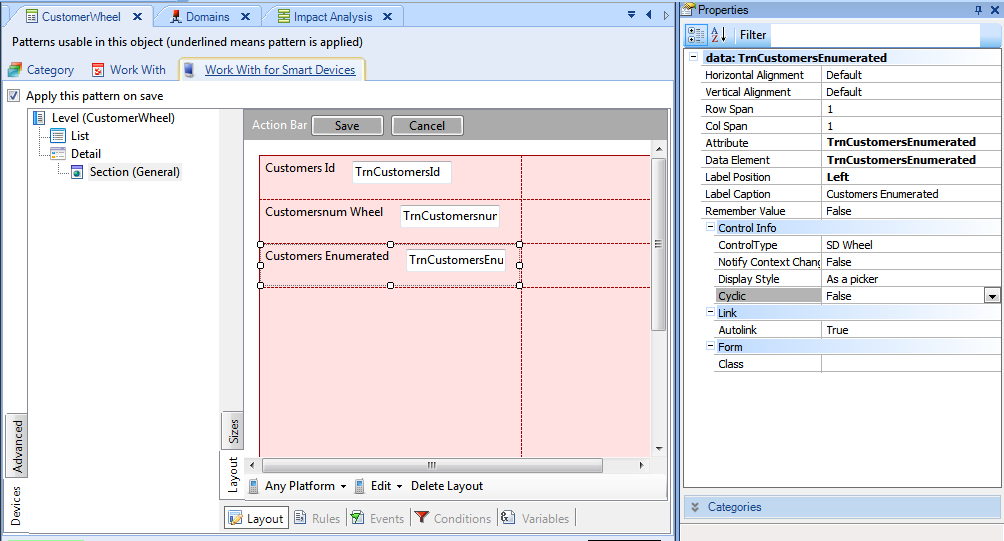 CustomerWheel
Domains
Impact Analysis
Patterns usable in this object (underlined means pattern is applied)
Category
Work With
Work With for Smart Devices
Apply this pattern on save
Level (CustomerWheel)
List
Detail
Section (General)
Advanced
Devices
Sizes
Layout
Action Bar
Save
Cancel
Customers Id
TrnCustomersId
Customersnum Wheel
TrnCustomersnur
Customers Enumerated
TrnCustomersEnu
Any Platform
Edit
Delete Layout
Layout
Rules
Events
Conditions
Variables
Properties
Filter
data: TrnCustomersEnumerated
Horizontal Alignment Default
Vertical Alignment Default
Row Span 1
Col Span 1
Attribute TrnCustomersEnumerated
Data Element TrnCustomersEnumerated
Label Position Left
Label Caption Customers Enumerated
Remember Value False
Control Info
ControlType SD Wheel
Notify Context Chang False
Display Style As a picker
Cyclic False
Link
Autolink True
Form
Class
Categories